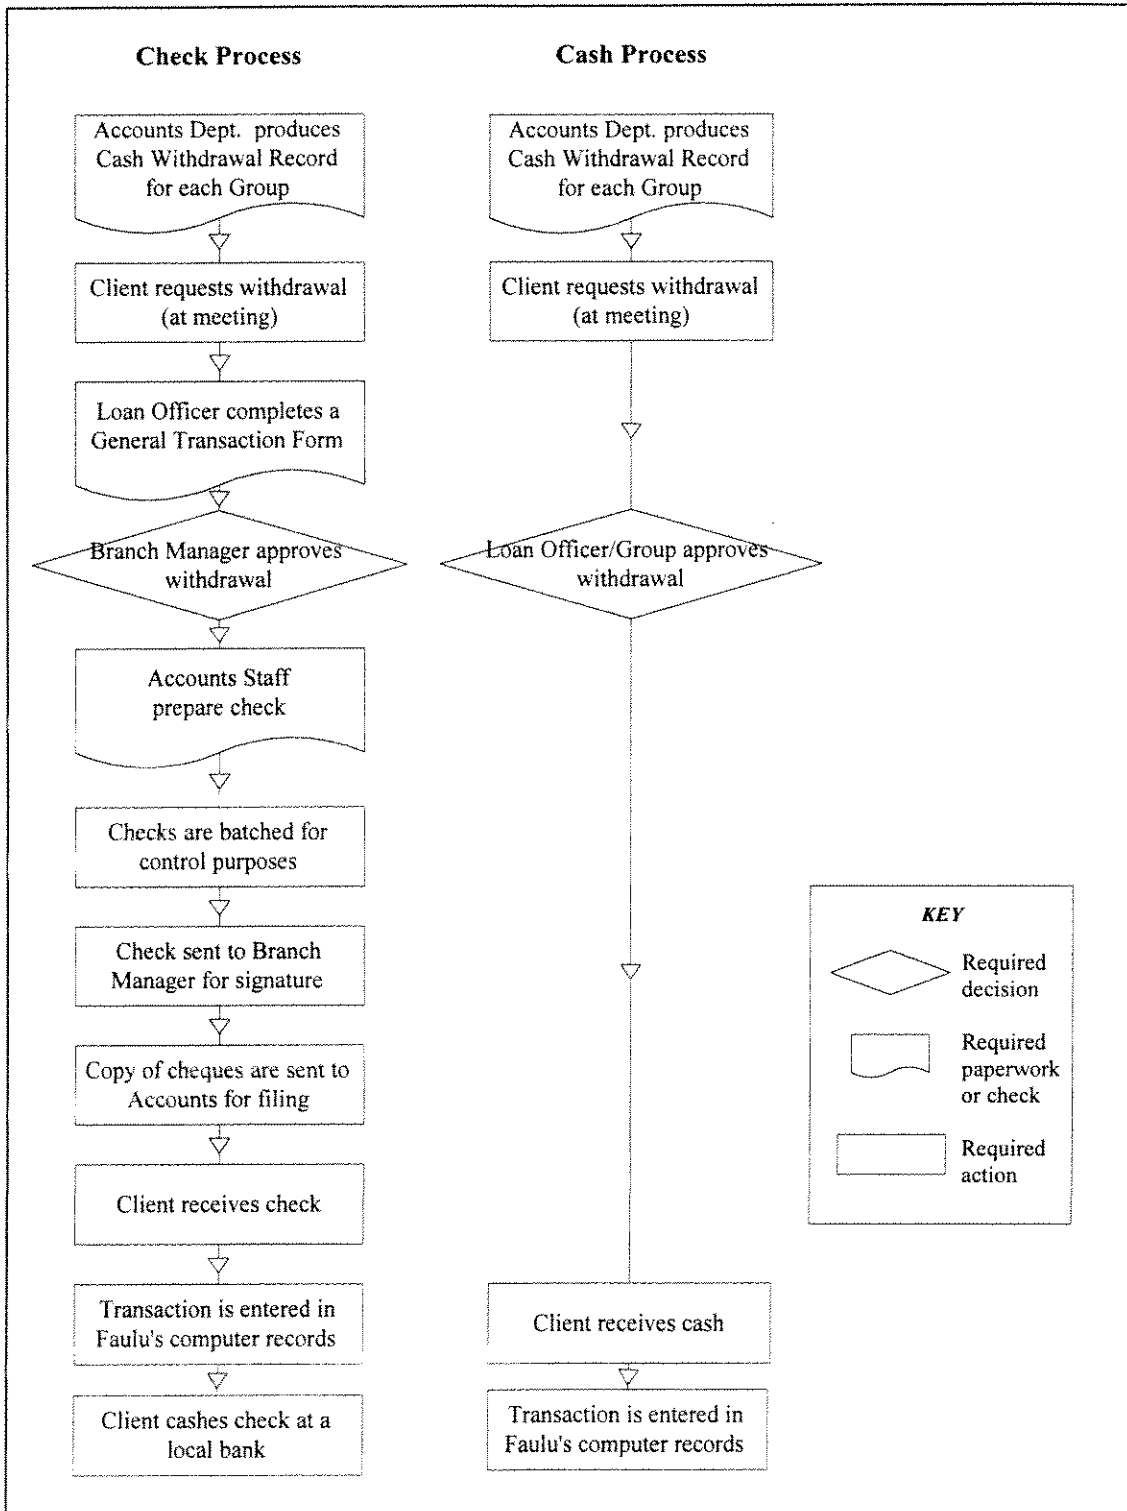 Check Process
Accounts Dept. produces
Cash Withdrawal Record
for each Group
Client requests withdrawal
(at meeting)
Loan Officer completes a
General Transaction Form
Branch Manager approves
withdrawal
Accounts Staff
prepare check
Checks are batched for
control purposes
Check sent to Branch
Manager for signature
Copy of cheques are sent to
Accounts for filing
Client receives check
Transaction is entered in
Faulu's computer records
Client cashes check at a
local bank
Cash Process
Accounts Dept. produces
Cash Withdrawal Record
for each Group
Client requests withdrawal
(at meeting)
Loan Officer/Group approves
withdrawal
Client receives cash
Transaction is entered in
Faulu's computer records
KEY
Required
decision
Required
paperwork
or check
Required
action